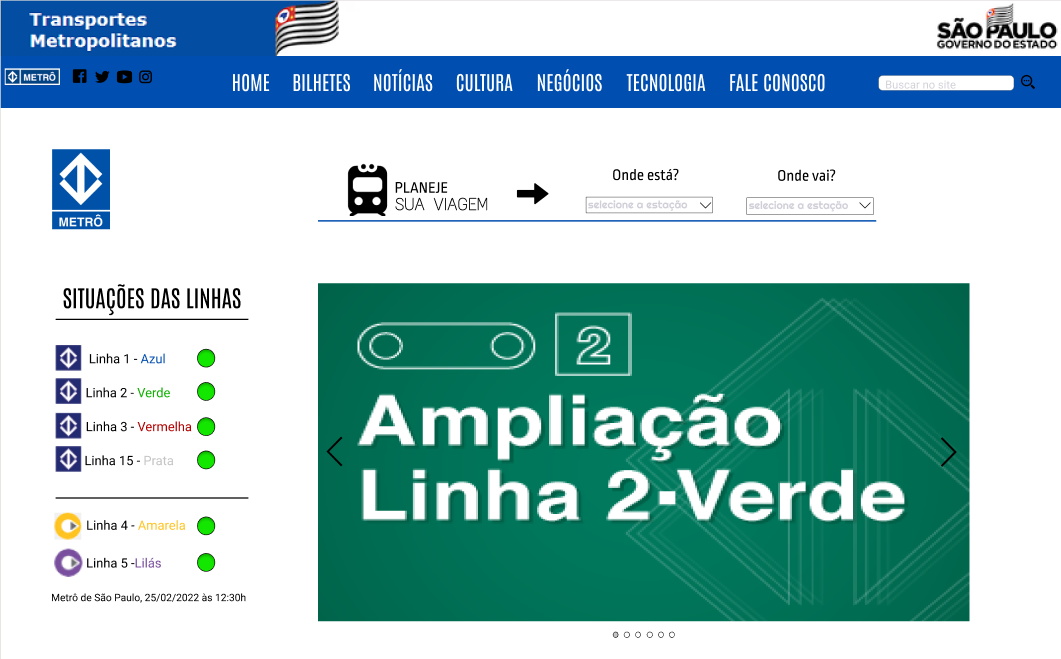 Transportes
Metropolitanos
SÃO PAULO
GOVERNO DO ESTADO
METRÔ
HOME BILHETES NOTÍCIAS CULTURA NEGÓCIOS TECNOLOGIA FALE CONOSCO
Buscar no site
METRÔ
PLANEJE
SUA VIAGEM
Onde está?
selecione a estação
Onde vai?
selecione a estação
SITUAÇÕES DAS LINHAS
Linha 1 - Azul
Linha 2 - Verde
Linha 3 - Vermelha
Linha 15 - Prata
Linha 4 - Amarela
Linha 5 -Lilás
Metrô de São Paulo, 25/02/2022 às 12:30h
2
Ampliação
Linha 2-Verde